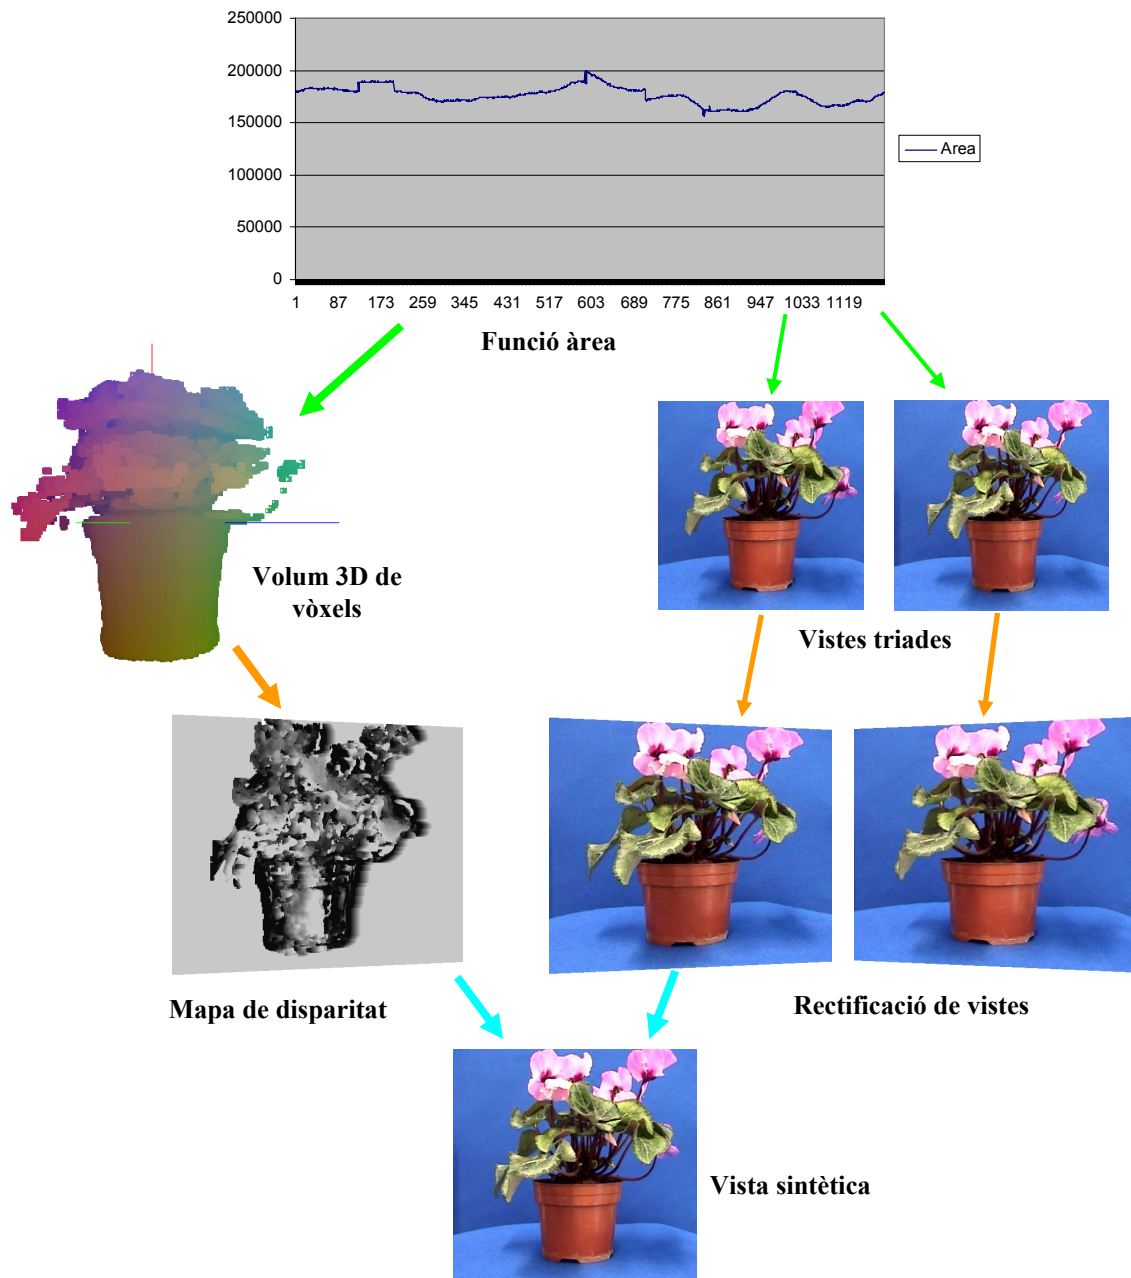 250000
200000
150000
100000
50000
0
1 87 173 259 345 431 517 603 689 775 861 947 1033 1119
Area
Funció àrea
Volum 3D de
vòxels
Vistes triades
Mapa de disparitat
Rectificació de vistes
Vista sintètica